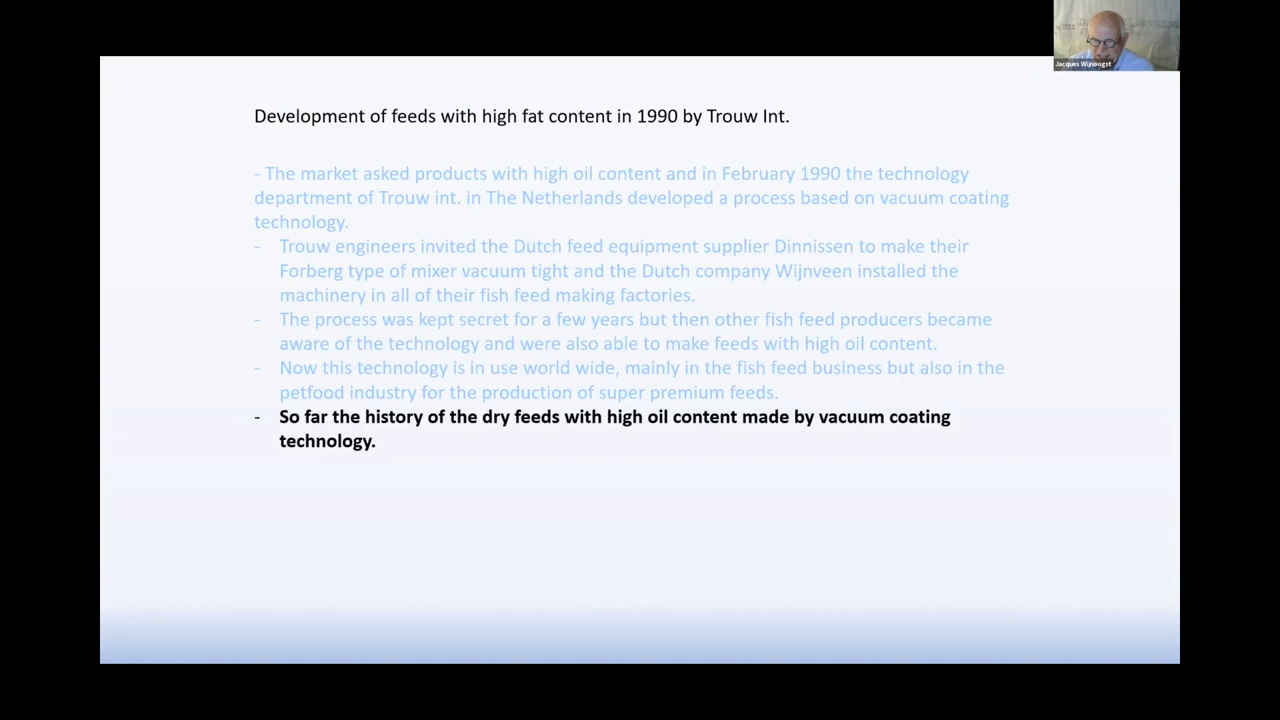 Jacques Wijnoogst
Development of feeds with high fat content in 1990 by Trouw Int.
- The market asked products with high oil content and in February 1990 the technology
department of Trouw int. in The Netherlands developed a process based on vacuum coating
technology.
- Trouw engineers invited the Dutch feed equipment supplier Dinnissen to make their
Forberg type of mixer vacuum tight and the Dutch company Wijnveen installed the
machinery in all of their fish feed making factories.
- The process was kept secret for a few years but then other fish feed producers became
aware of the technology and were also able to make feeds with high oil content.
- Now this technology is in use world wide, mainly in the fish feed business but also in the
petfood industry for the production of super premium feeds.
- So far the history of the dry feeds with high oil content made by vacuum coating
technology.